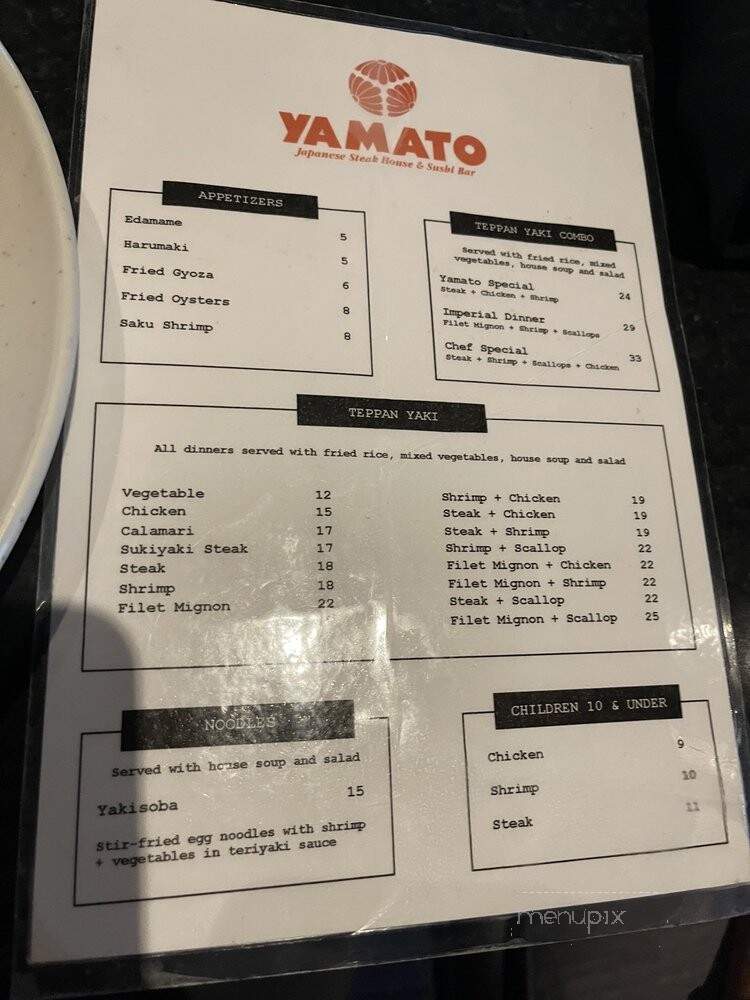 YAMATO
Japanese Steak House & Sushi Bar
APPETIZERS
Edamame 5
Harumaki 5
Fried Gyoza 6
Fried Oysters 8
Saku Shrimp 8
TEPPAN YAKI COMBO
Served with fried rice, mixed
vegetables, house soup and salad
Yamato Special 24
Steak + Chicken + Shrimp
Imperial Dinner 29
Filet Mignon + Shrimp + Scallops
Chef Special 33
Steak + Shrimp + Scallops + Chicken
TEPPAN YAKI
All dinners served with fried rice, mixed vegetables, house soup and salad
Vegetable 12
Chicken 15
Calamari 17
Sukiyaki Steak 17
Steak 18
Shrimp 18
Filet Mignon 22
Shrimp + Chicken 19
Steak + Chicken 19
Steak + Shrimp 19
Shrimp + Scallop 22
Filet Mignon + Chicken 22
Filet Mignon + Shrimp 22
Steak + Scallop 22
Filet Mignon + Scallop 25
NOODLES
Served with house soup and salad
Yakisoba 15
Stir-fried egg noodles with shrimp
+ vegetables in teriyaki sauce
CHILDREN 10 & UNDER
Chicken 9
Shrimp 10
Steak 11
menupix